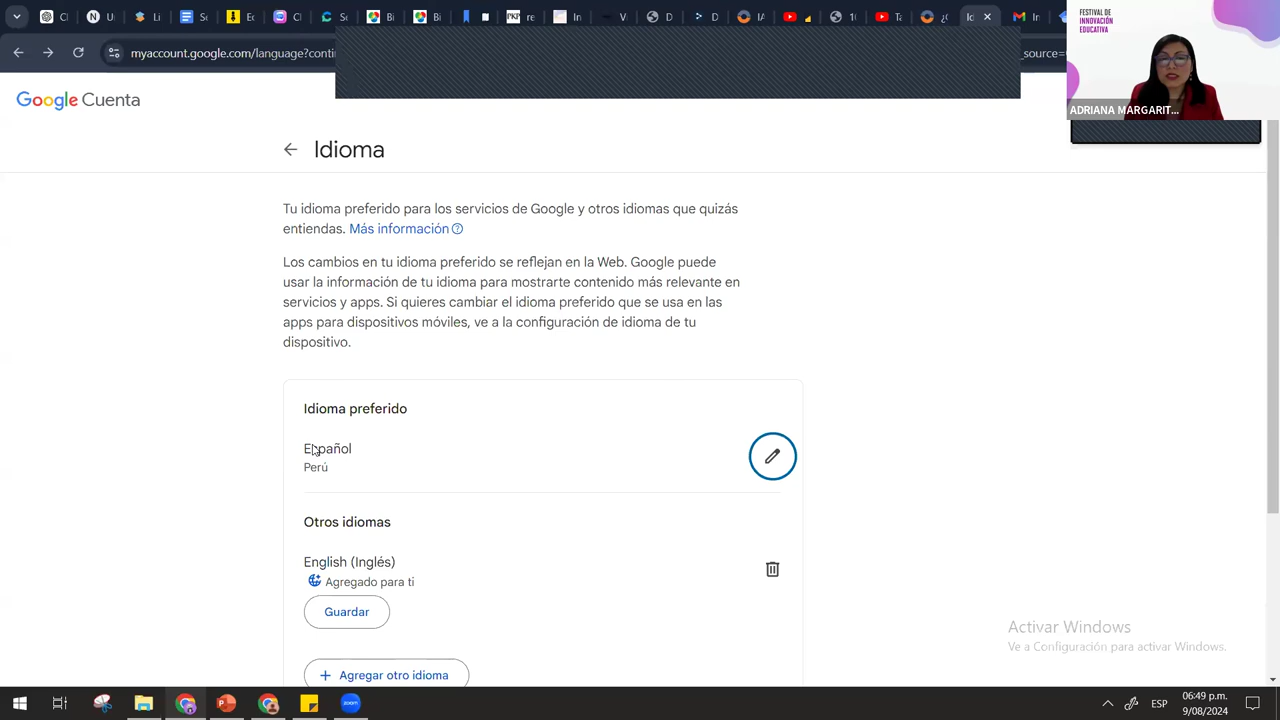 FESTIVAL DE
INNOVACIÓN
EDUCATIVA
ADRIANA MARGARIT...
myaccount.google.com/language?conti
_source=
Google Cuenta
Idioma
Tu idioma preferido para los servicios de Google y otros idiomas que quizás
entiendas. Más información
Los cambios en tu idioma preferido se reflejan en la Web. Google puede
usar la información de tu idioma para mostrarte contenido más relevante en
servicios y apps. Si quieres cambiar el idioma preferido que se usa en las
apps para dispositivos móviles, ve a la configuración de idioma de tu
dispositivo.
Idioma preferido
Español
Perú
Otros idiomas
English (Inglés)
Agregado para ti
Guardar
+ Agregar otro idioma
Activar Windows
Ve a Configuración para activar Windows.
zoom
ESP
06:49 p.m.
9/08/2024